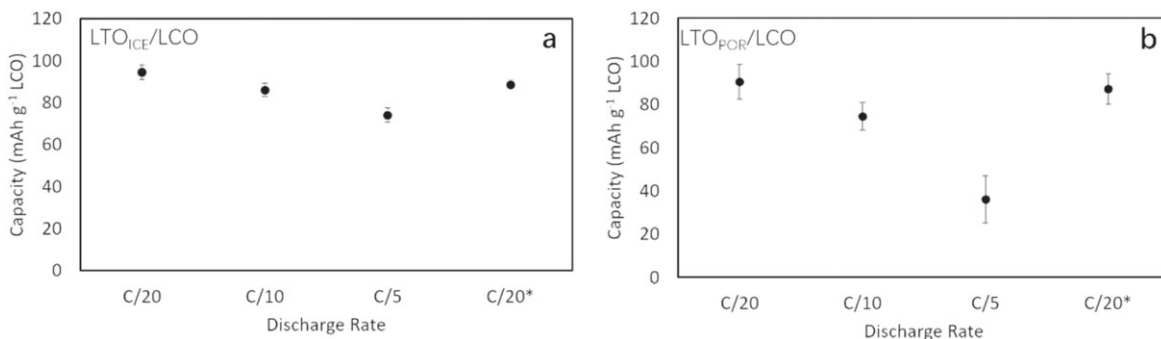 LTO_ICE/LCO
a
Capacity (mAh g⁻¹ LCO)
120
100
80
60
40
20
0
C/20
C/10
C/5
C/20*
Discharge Rate
LTO_POR/LCO
b
Capacity (mAh g⁻¹ LCO)
120
100
80
60
40
20
0
C/20
C/10
C/5
C/20*
Discharge Rate